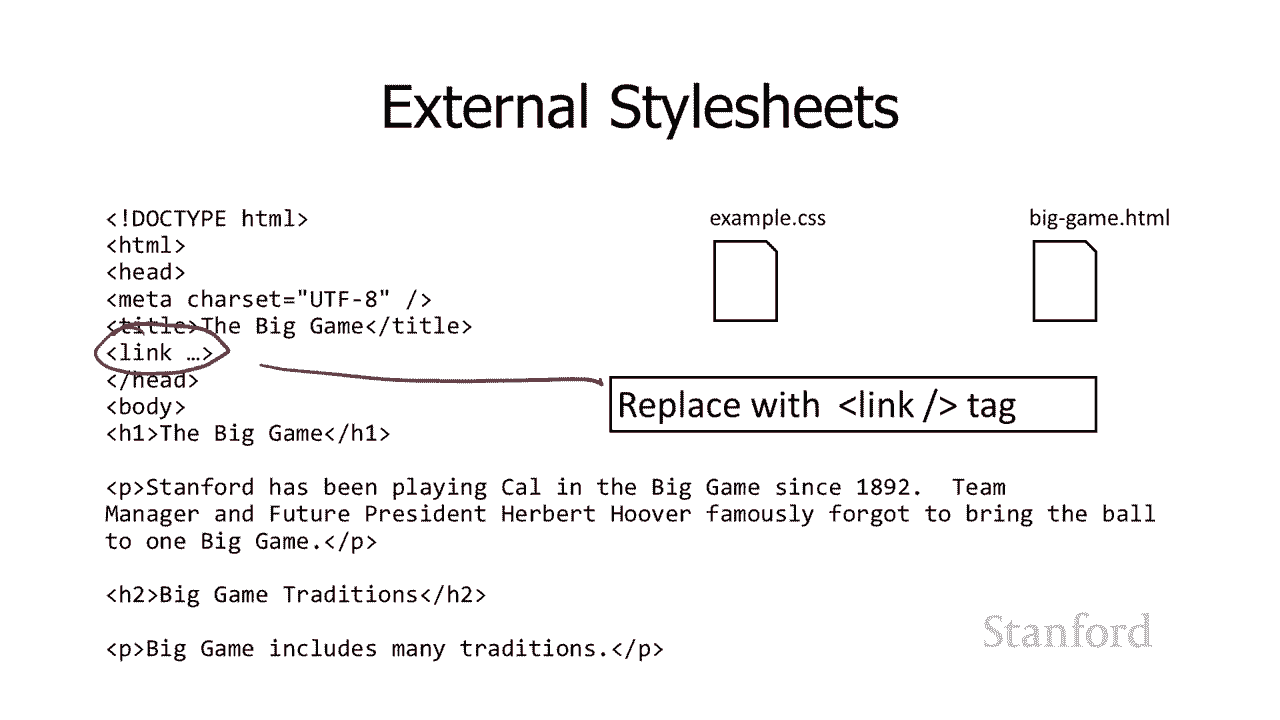 External Stylesheets
<!DOCTYPE html>
<html>
<head>
<meta charset="UTF-8" />
<title>The Big Game</title>
<link …>
</head>
<body>
<h1>The Big Game</h1>
<p>Stanford has been playing Cal in the Big Game since 1892.  Team
Manager and Future President Herbert Hoover famously forgot to bring the ball
to one Big Game.</p>
<h2>Big Game Traditions</h2>
<p>Big Game includes many traditions.</p>
example.css
big-game.html
Replace with <link /> tag
Stanford